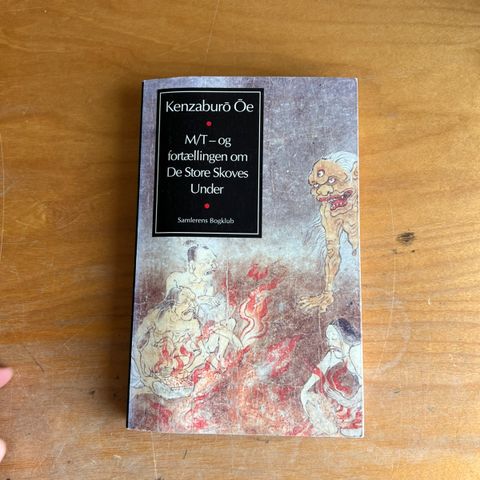 Kenzaburō Ōe
M/T – og
fortællingen om
De Store Skoves
Under
Samlerens Bogklub